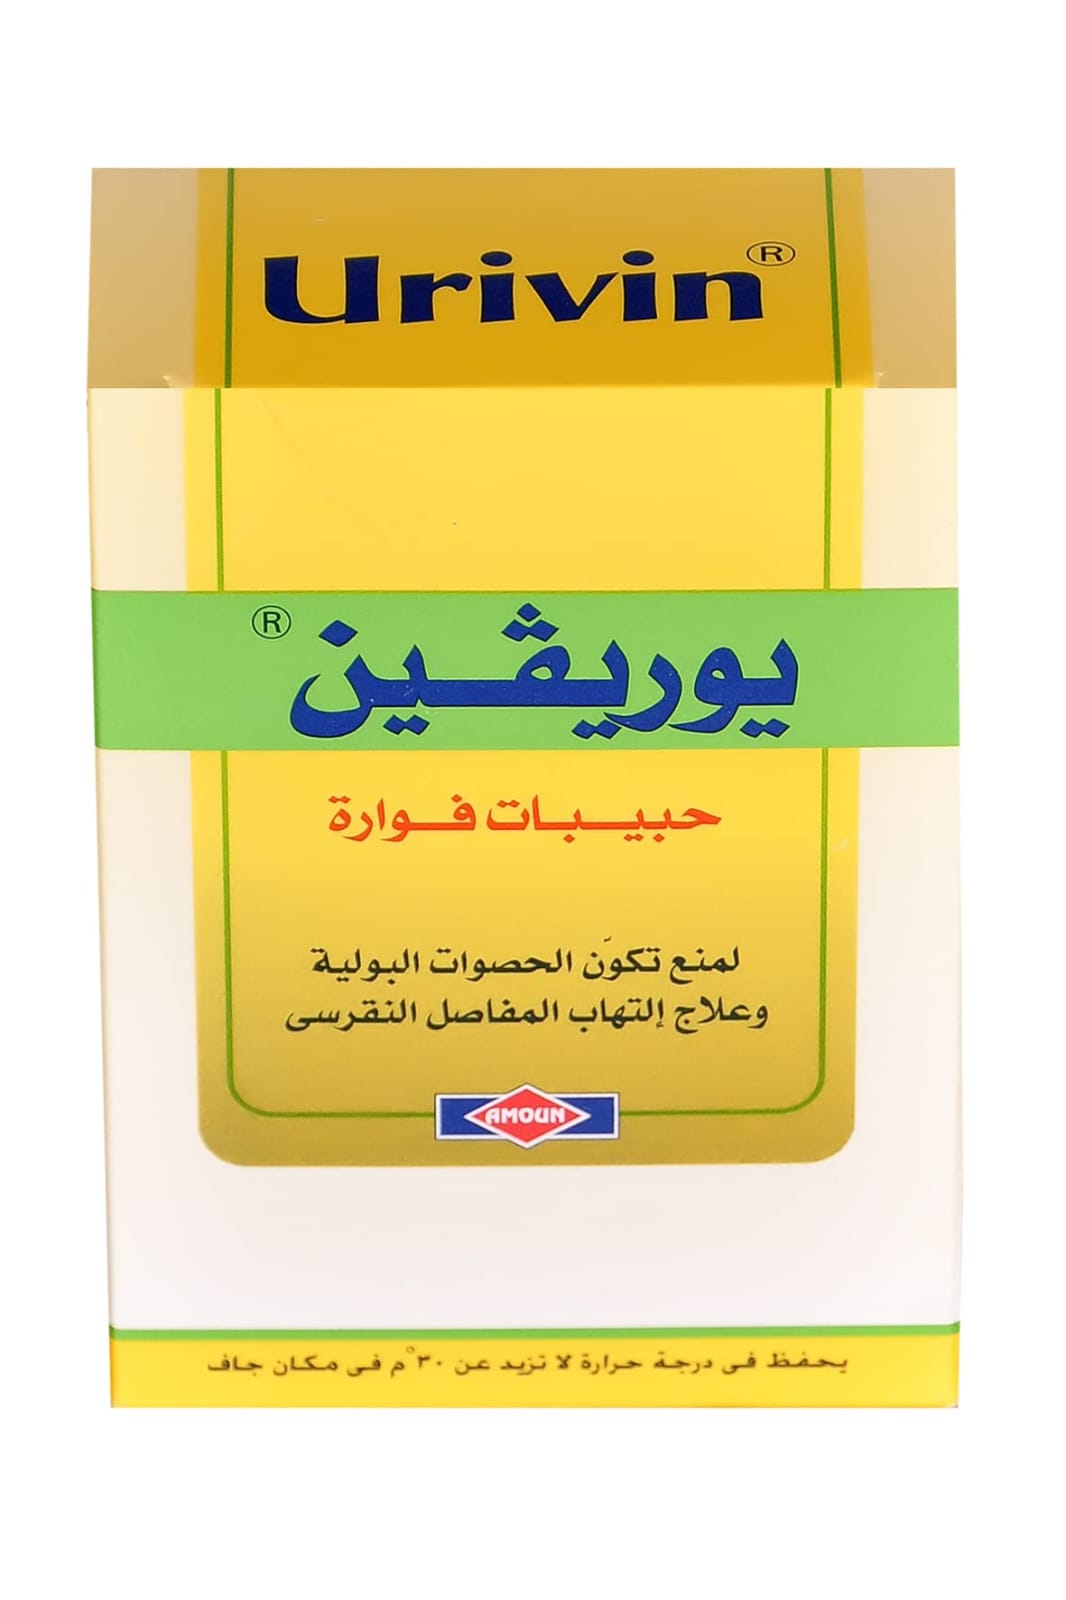 Urivin®
يوريڤين®
حبيبات فوارة
لمنع تكوّن الحصوات البولية
وعلاج إلتهاب المفاصل النقرسى
AMOUN
يحفظ فى درجة حرارة لا تزيد عن ٣٠°م فى مكان جاف